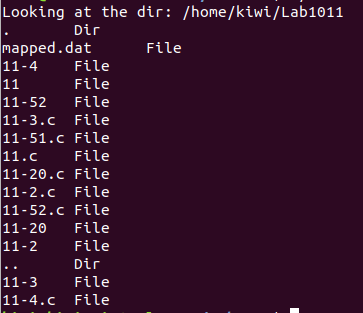 Looking at the dir: /home/kiwi/Lab1011
. Dir
mapped.dat File
11-4 File
11 File
11-52 File
11-3.c File
11-51.c File
11.c File
11-20.c File
11-2.c File
11-52.c File
11-20 File
11-2 File
.. Dir
11-3 File
11-4.c File